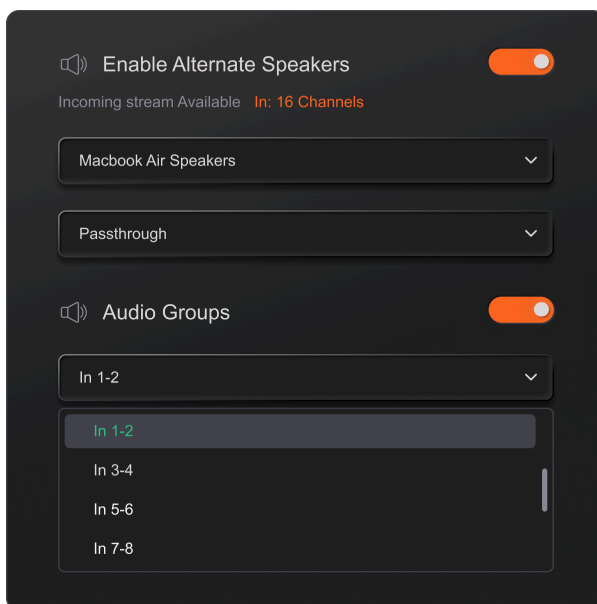 Enable Alternate Speakers
Incoming stream Available In: 16 Channels
Macbook Air Speakers
Passthrough
Audio Groups
In 1-2
In 1-2
In 3-4
In 5-6
In 7-8